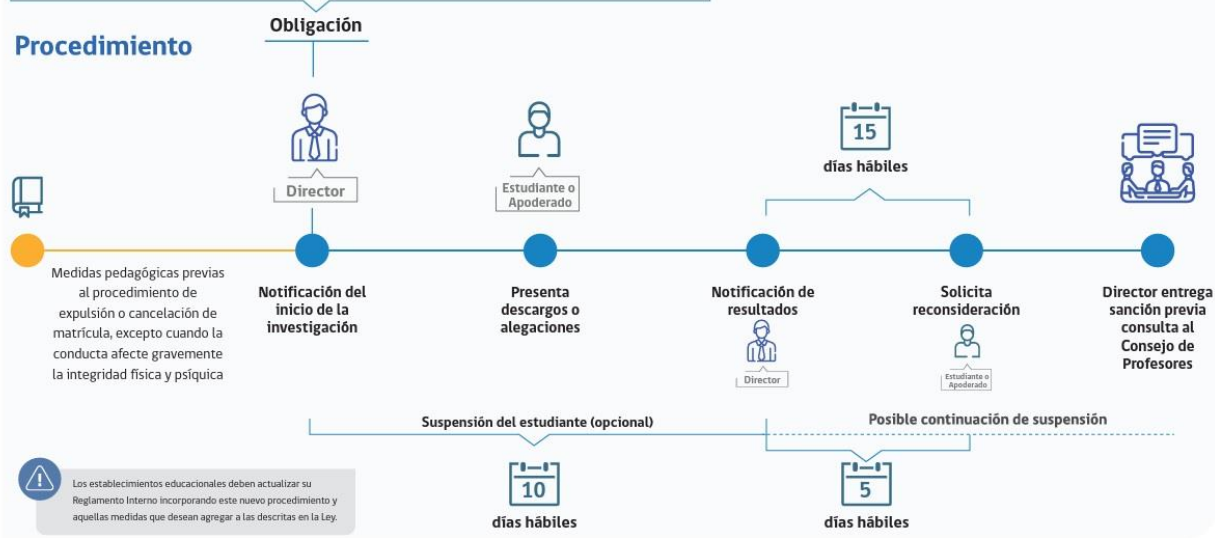 Obligación
Procedimiento
Director
Estudiante o
Apoderado
15
días hábiles
Medidas pedagógicas previas
al procedimiento de
expulsión o cancelación de
matrícula, excepto cuando la
conducta afecte gravemente
la integridad física y psíquica
Notificación del
inicio de la
investigación
Presenta
descargos o
alegaciones
Notificación de
resultados
Director
Solicita
reconsideración
Estudiante o
Apoderado
Director entrega
sanción previa
consulta al
Consejo de
Profesores
Suspensión del estudiante (opcional)
Posible continuación de suspensión
10
días hábiles
5
días hábiles
Los establecimientos educacionales deben actualizar su
Reglamento Interno incorporando este nuevo procedimiento y
aquellas medidas que desean agregar a las descritas en la Ley.